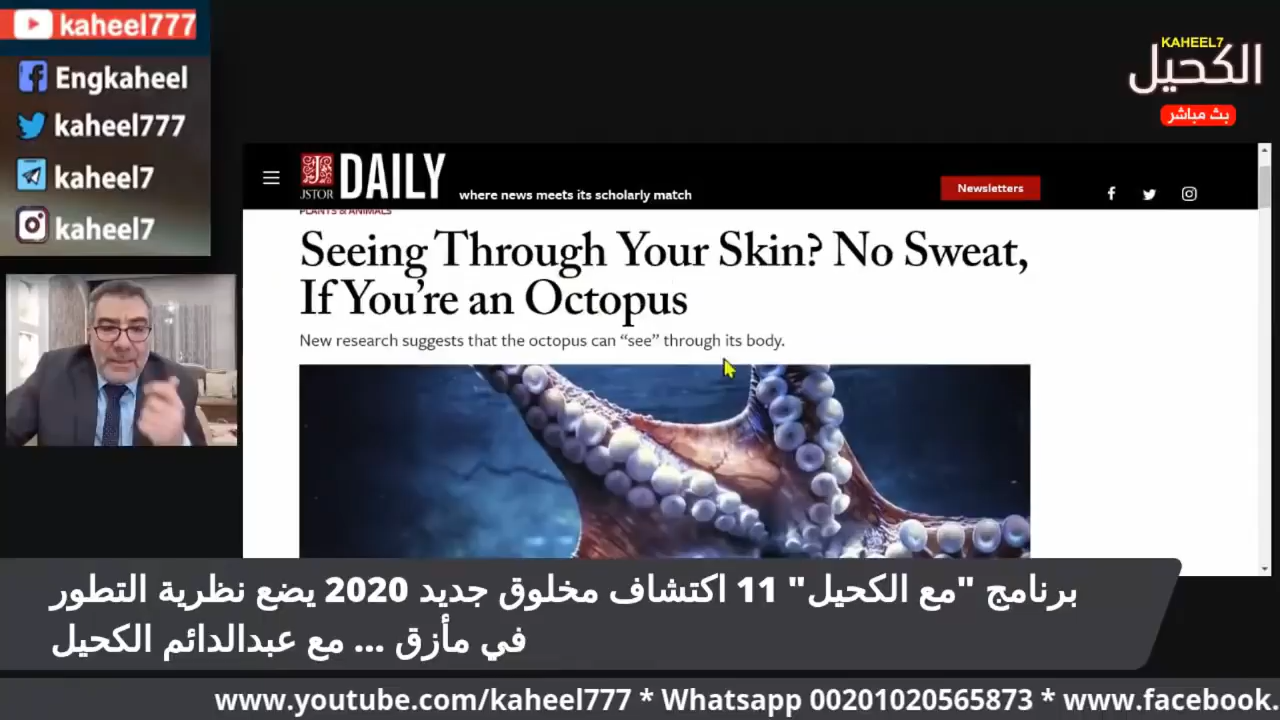 kaheel777
Engkaheel
kaheel777
kaheel7
kaheel7
KAHEEL7
الكحيل
بث مباشر
JSTOR DAILY where news meets its scholarly match
Newsletters
PLANTS & ANIMALS
Seeing Through Your Skin? No Sweat,
If You're an Octopus
New research suggests that the octopus can “see” through its body.
برنامج "مع الكحيل" 11 اكتشاف مخلوق جديد 2020 يضع نظرية التطور
في مأزق ... مع عبدالدائم الكحيل
www.youtube.com/kaheel777 * Whatsapp 00201020565873 * www.facebook.